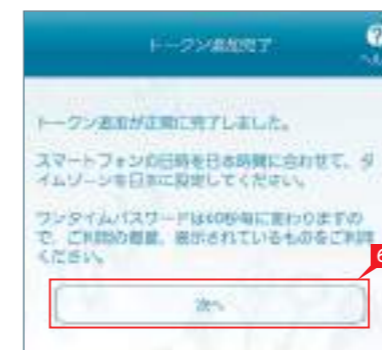 トークン追加完了
ヘル
トークン追加が正常に完了しました。
スマートフォンの日時を日本時間に合わせて、タ
イムゾーンを日本に設定してください。
ワンタイムパスワードは60秒毎に変わりますの
で、ご利用の都度、表示されているものをご利用
ください。
6
次へ